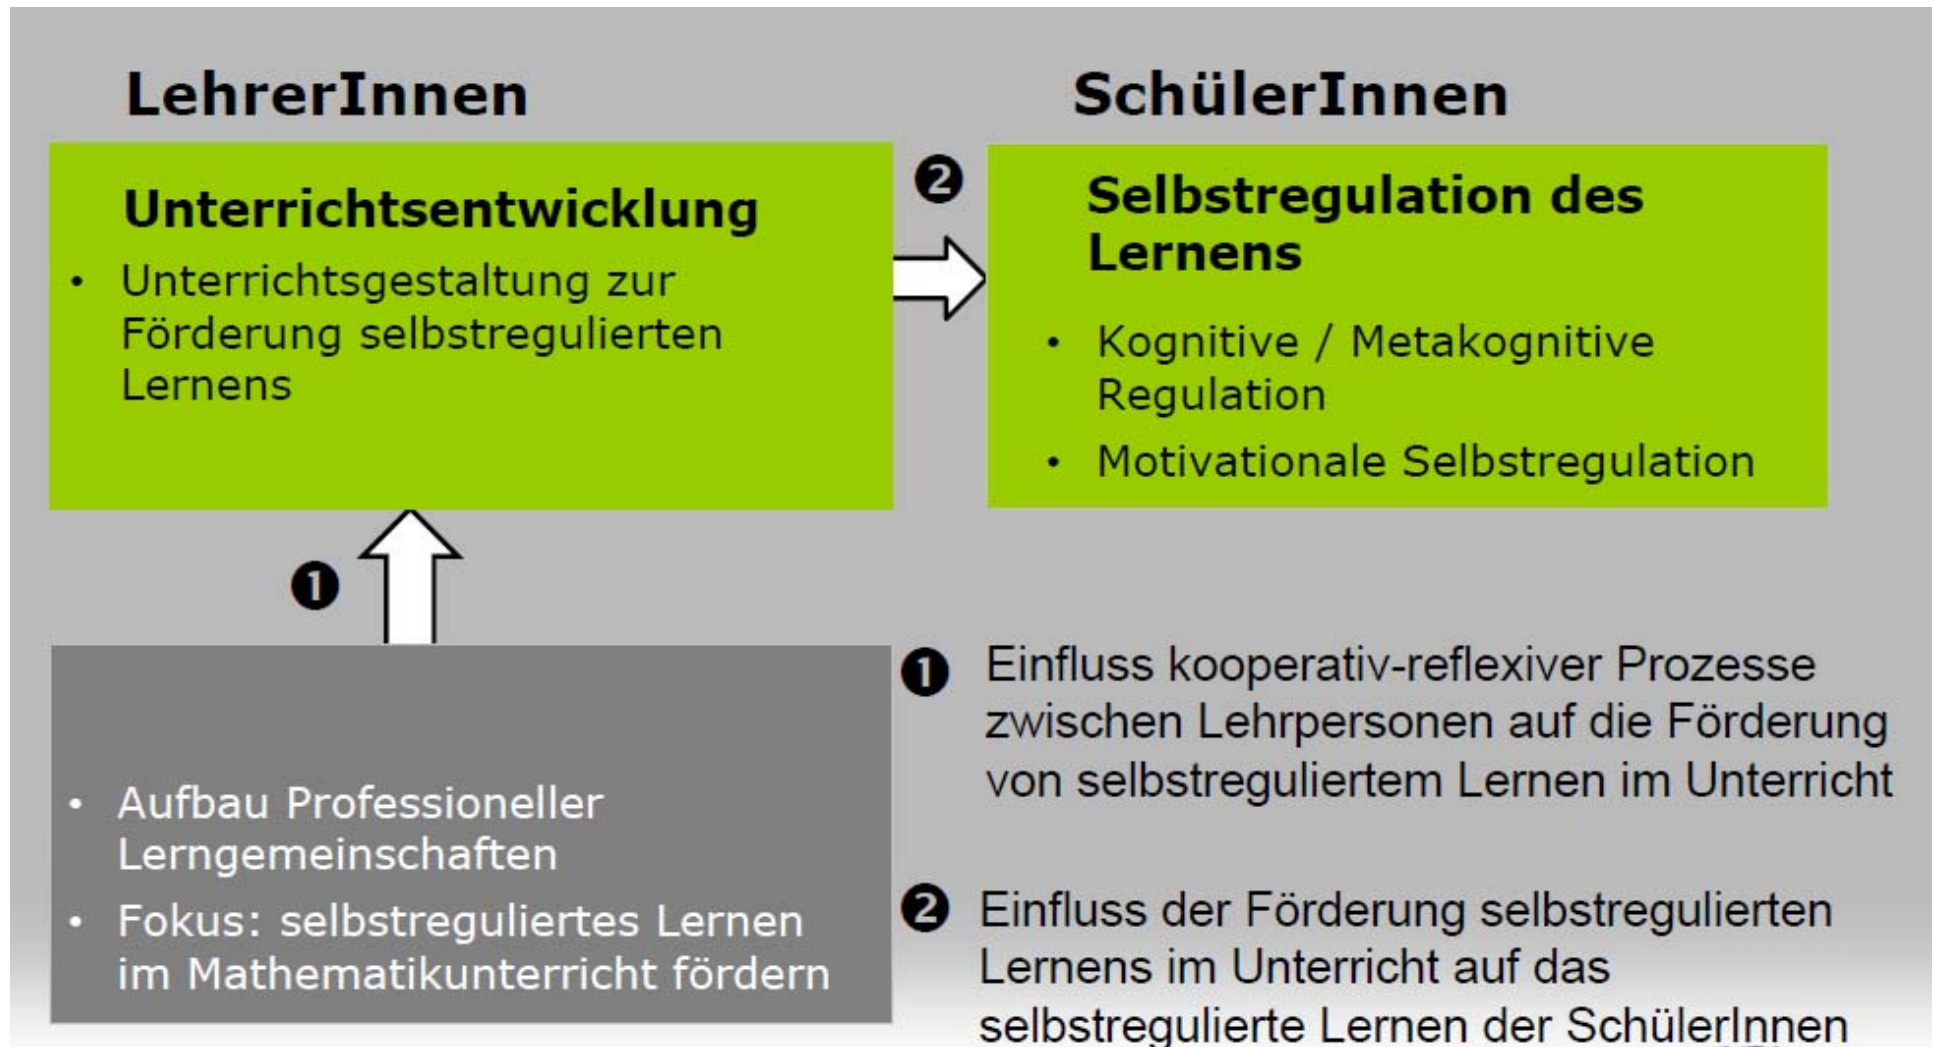 LehrerInnen
Unterrichtsentwicklung
• Unterrichtsgestaltung zur
Förderung selbstregulierten
Lernens
❷
SchülerInnen
Selbstregulation des
Lernens
• Kognitive / Metakognitive
Regulation
• Motivationale Selbstregulation
❶
• Aufbau Professioneller
Lerngemeinschaften
• Fokus: selbstreguliertes Lernen
im Mathematikunterricht fördern
❶ Einfluss kooperativ-reflexiver Prozesse
zwischen Lehrpersonen auf die Förderung
von selbstreguliertem Lernen im Unterricht
❷ Einfluss der Förderung selbstregulierten
Lernens im Unterricht auf das
selbstregulierte Lernen der SchülerInnen